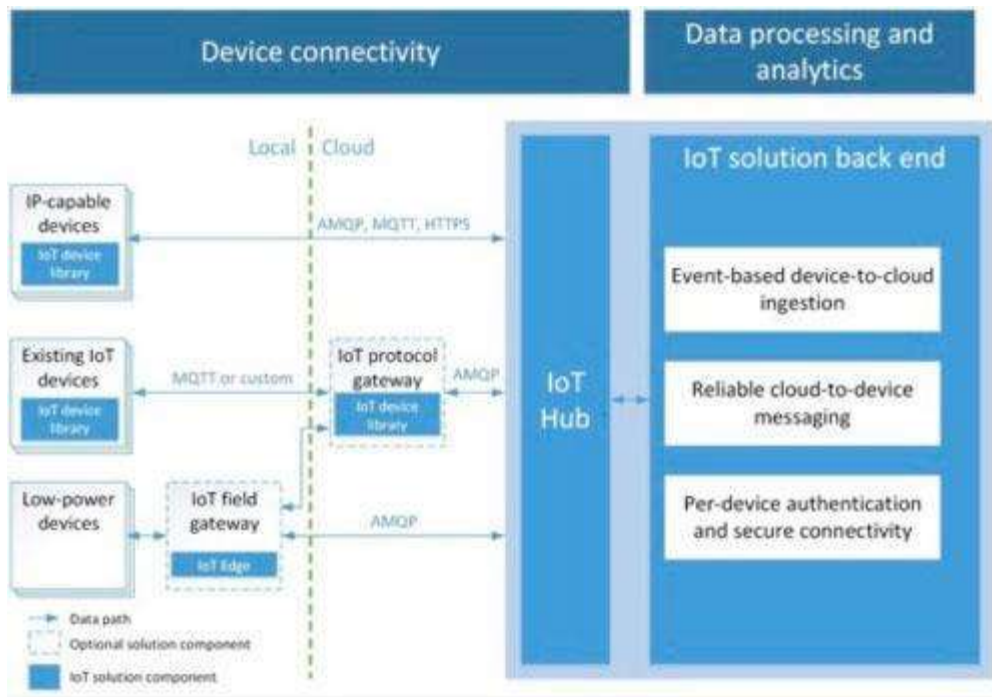 Device connectivity
Data processing and
analytics
Local
Cloud
IP-capable
devices
IoT device
library
AMQP, MQTT, HTTPS
Existing IoT
devices
IoT device
library
MQTT or custom
IoT protocol
gateway
IoT device
library
AMQP
Low-power
devices
IoT field
gateway
IoT Edge
AMQP
IoT
Hub
IoT solution back end
Event-based device-to-cloud
ingestion
Reliable cloud-to-device
messaging
Per-device authentication
and secure connectivity
Data path
Optional solution component
IoT solution component